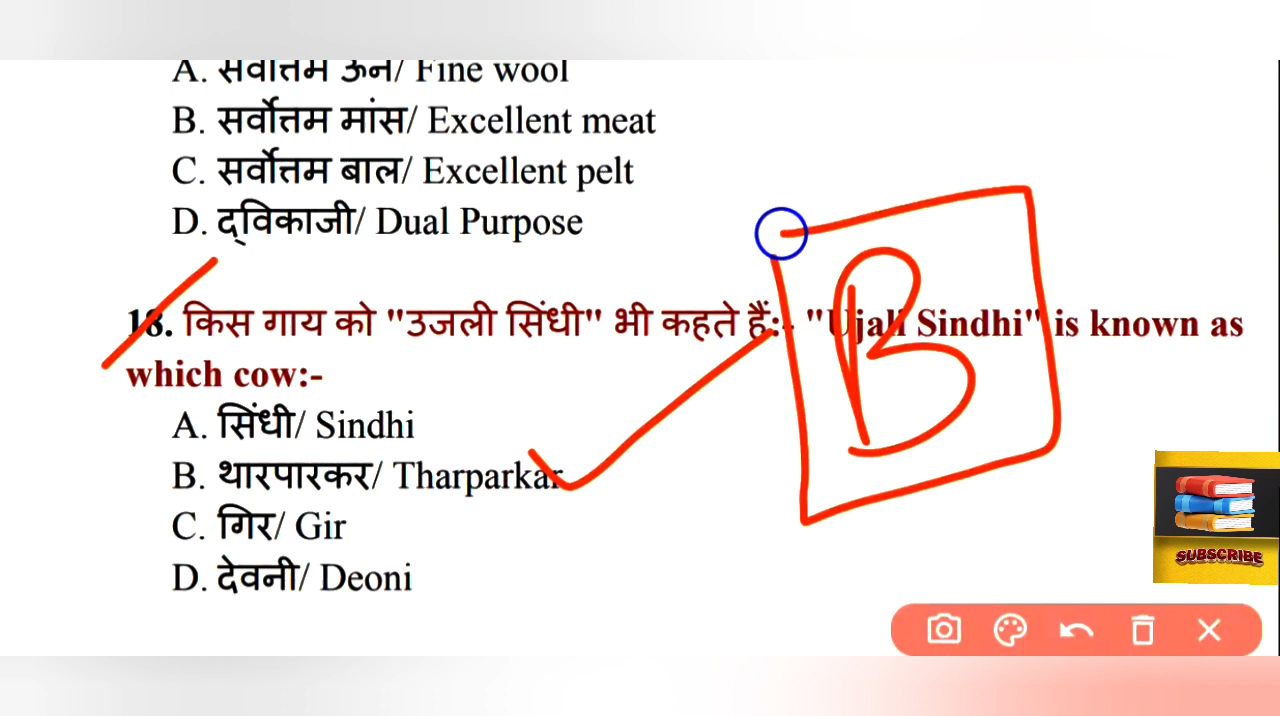 A. सर्वोत्तम ऊन/ Fine wool
B. सर्वोत्तम मांस/ Excellent meat
C. सर्वोत्तम बाल/ Excellent pelt
D. द्विकाजी/ Dual Purpose
18. किस गाय को "उजली सिंधी" भी कहते हैं:- "Ujali Sindhi" is known as
which cow:-
A. सिंधी/ Sindhi
B. थारपारकर/ Tharparkar
C. गिर/ Gir
D. देवनी/ Deoni
B
SUBSCRIBE